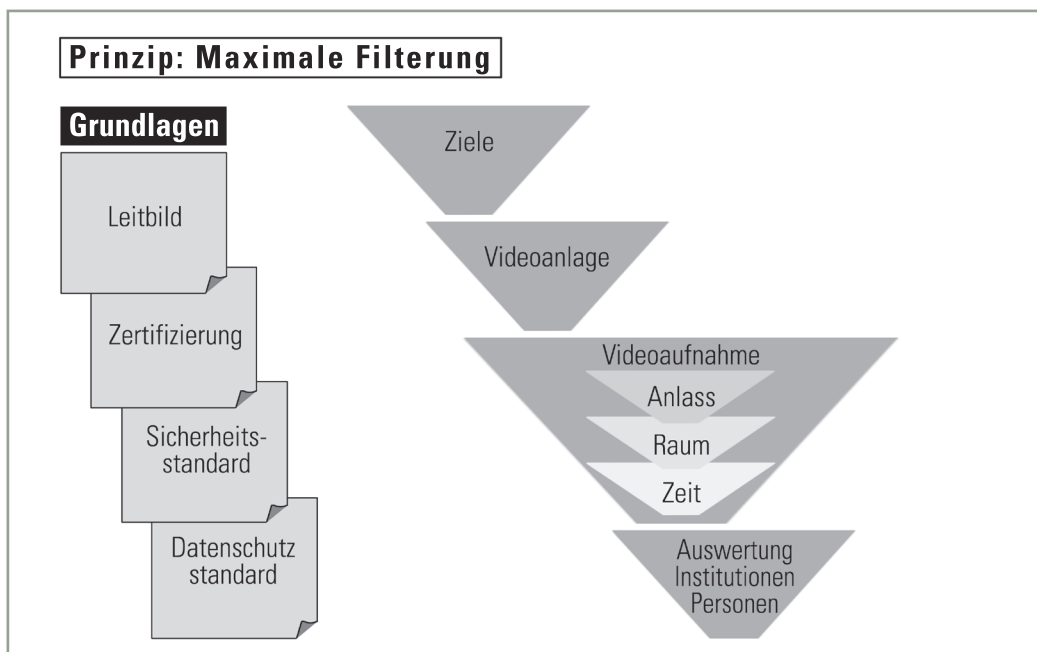 Prinzip: Maximale Filterung
Grundlagen
Leitbild
Zertifizierung
Sicherheits-
standard
Datenschutz
standard
Ziele
Videoanlage
Videoaufnahme
Anlass
Raum
Zeit
Auswertung
Institutionen
Personen